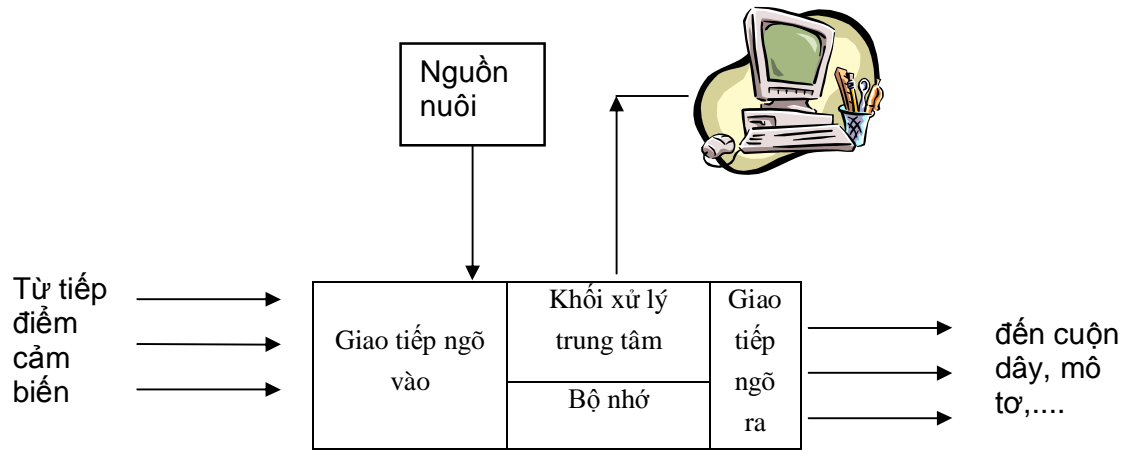 Nguồn
nuôi
Từ tiếp
điểm
cảm
biến
Giao tiếp ngõ
vào
Khối xử lý
trung tâm
Bộ nhớ
Giao
tiếp
ngõ
ra
đến cuộn
dây, mô
tơ,....